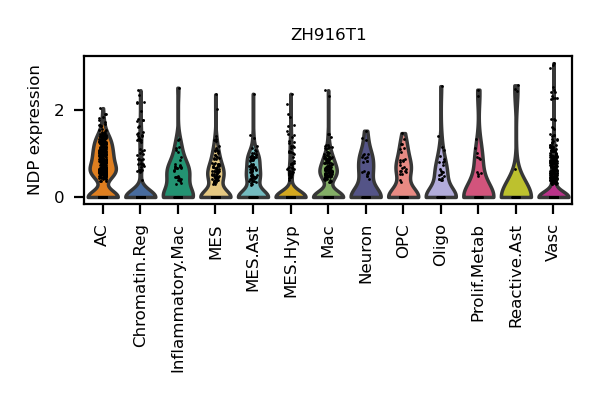 ZH916T1
NDP expression
2
0
AC
Chromatin.Reg
Inflammatory.Mac
MES
MES.Ast
MES.Hyp
Mac
Neuron
OPC
Oligo
Prolif.Metab
Reactive.Ast
Vasc